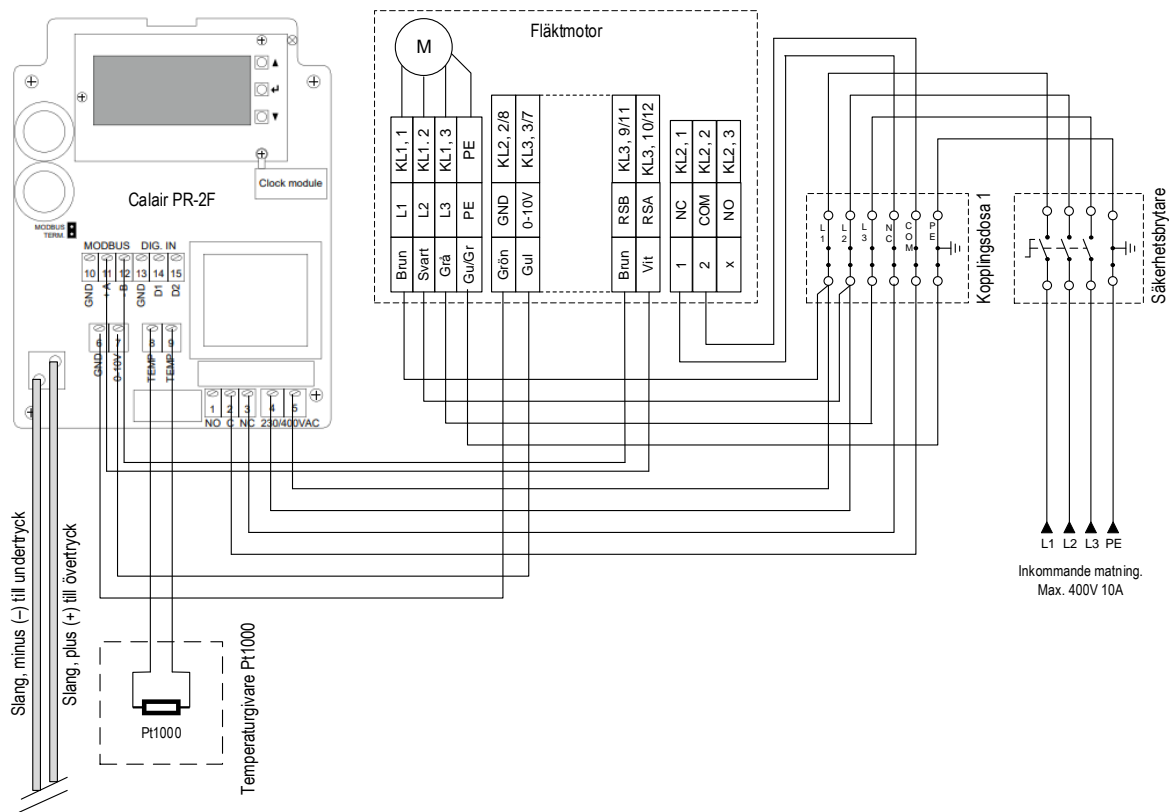 Calair PR-2F
Clock module
MODBUS
TERM.
MODBUS DIG. IN
10 11 12 13 14 15
GND +A -B GND D1 D2
6 7 8 9
GND 0-10V TEMP TEMP
1 2 3 4 5
NO C NC 230/400VAC
Slang, minus (–) till undertryck
Slang, plus (+) till övertryck
Pt1000
Temperaturgivare Pt1000
Fläktmotor
M
KL1, 1 KL1. 2 KL1, 3 PE KL2, 2/8 KL3, 3/7 KL3, 9/11 KL3, 10/12 KL2, 1 KL2, 2 KL2, 3
L1 L2 L3 PE GND 0-10V RSB RSA NC COM NO
Brun Svart Grå Gu/Gr Grön Gul Brun Vit 1 2 x
L1 L2 L3 NC COM PE
Kopplingsdosa 1
Säkerhetsbrytare
L1 L2 L3 PE
Inkommande matning.
Max. 400V 10A